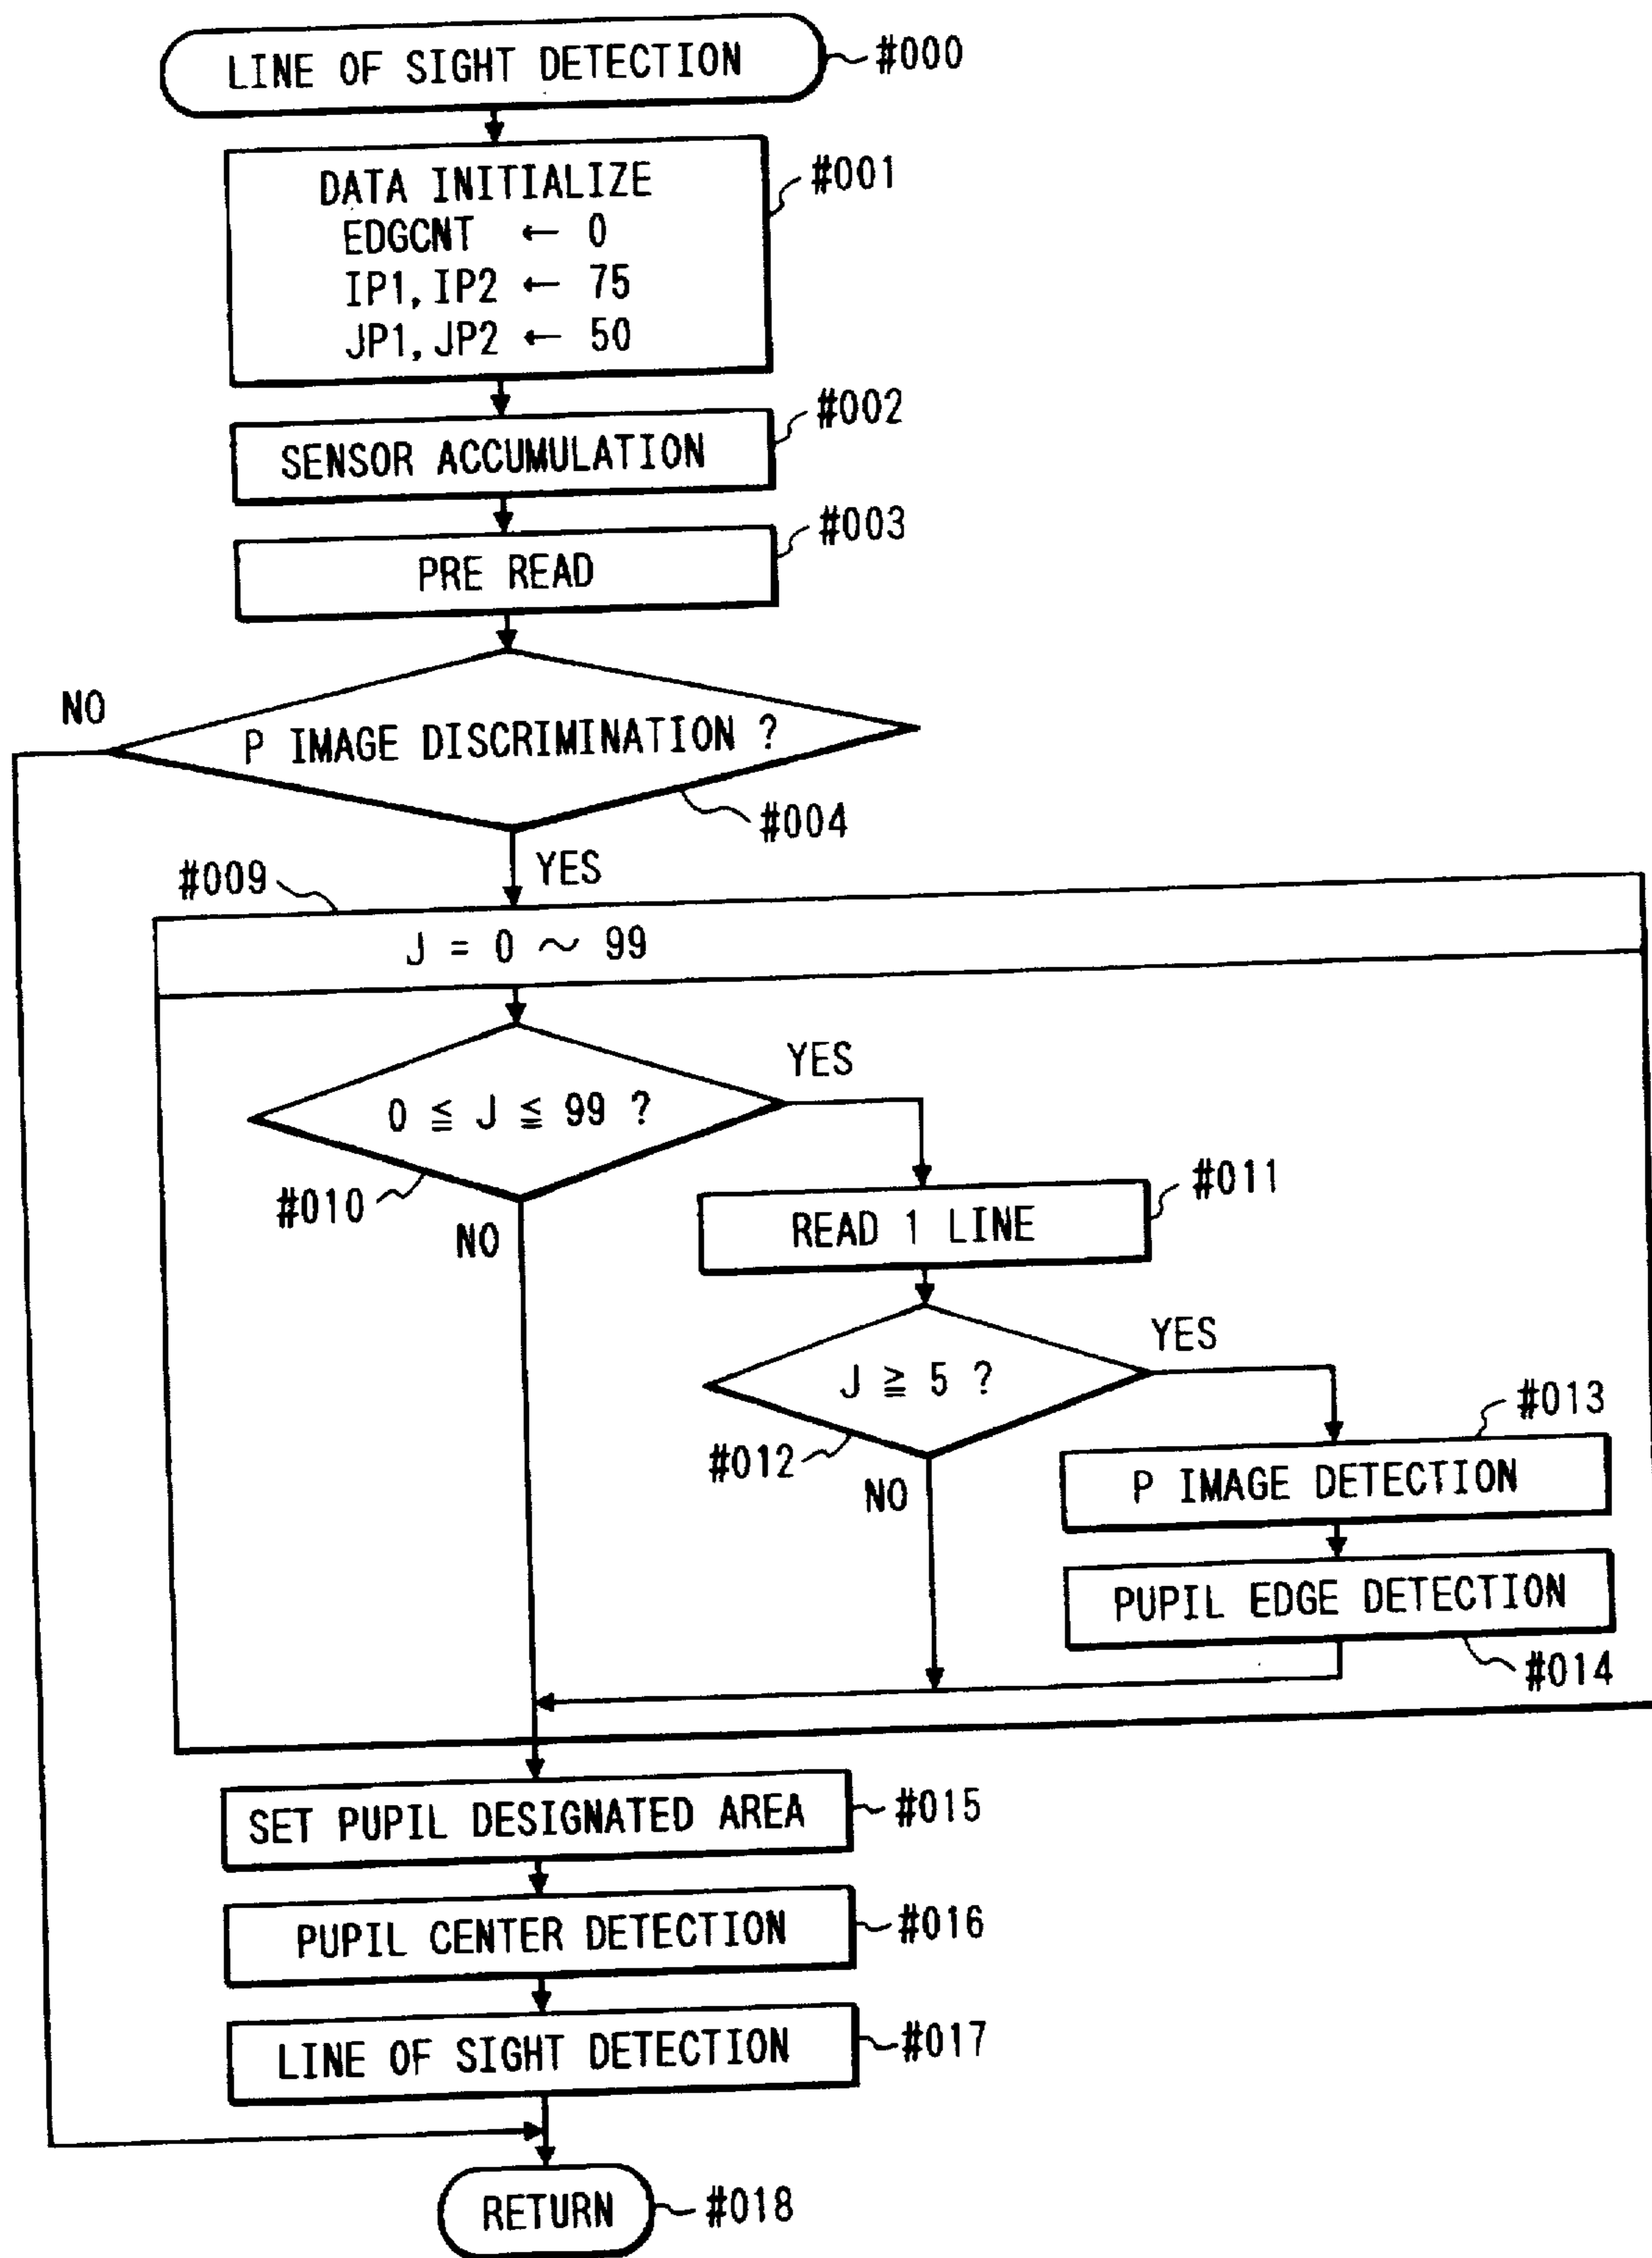 LINE OF SIGHT DETECTION
#000
DATA INITIALIZE
#001
EDGCNT ← 0
IP1, IP2 ← 75
JP1, JP2 ← 50
#002
SENSOR ACCUMULATION
#003
PRE READ
NO
P IMAGE DISCRIMINATION ?
#004
YES
#009
J = 0 ~ 99
YES
0 ≦ J ≦ 99 ?
#010
NO
#011
READ 1 LINE
YES
J ≧ 5 ?
#012
NO
#013
P IMAGE DETECTION
PUPIL EDGE DETECTION
#014
SET PUPIL DESIGNATED AREA
#015
PUPIL CENTER DETECTION
#016
LINE OF SIGHT DETECTION
#017
RETURN
#018